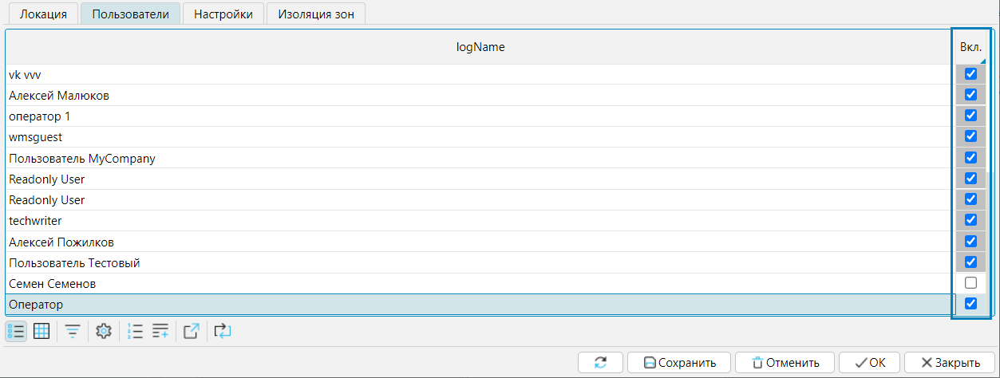 Локация Пользователи Настройки Изоляция зон
logName Вкл.
vk vvv
Алексей Малюков
оператор 1
wmsguest
Пользователь MyCompany
Readonly User
Readonly User
techwriter
Алексей Пожилков
Пользователь Тестовый
Семен Семенов
Оператор
Сохранить Отменить ОК Закрыть